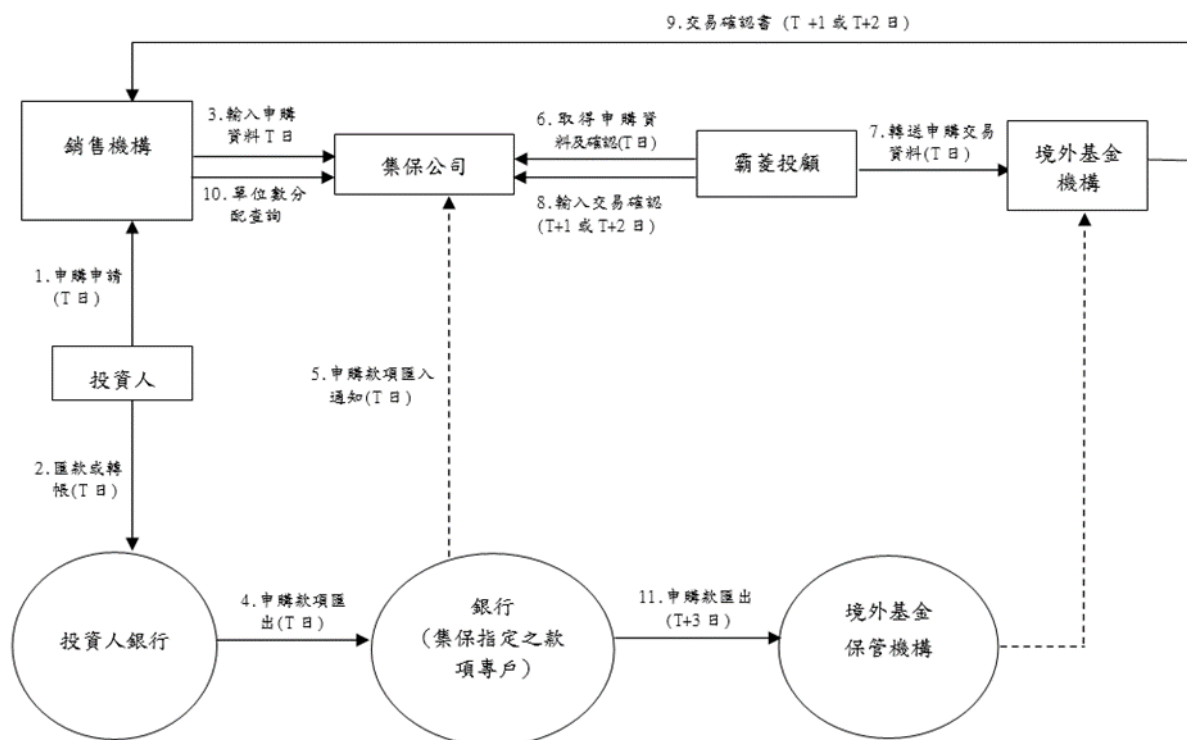 9.交易確認書 (T +1 或 T+2 日)
銷售機構
3.輸入申購
資料 T 日
10.單位數分
配查詢
集保公司
6.取得申購資
料及確認(T日)
8.輸入交易確認
(T+1 或 T+2 日)
霸菱投顧
7.轉送申購交易
資料(T 日)
境外基金
機構
1.申購申請
(T 日)
投資人
5.申購款項匯入
通知(T 日)
2.匯款或轉
帳(T 日)
投資人銀行
4.申購款項匯
出(T 日)
銀行
(集保指定之款
項專戶)
11.申購款匯出
(T+3 日)
境外基金
保管機構